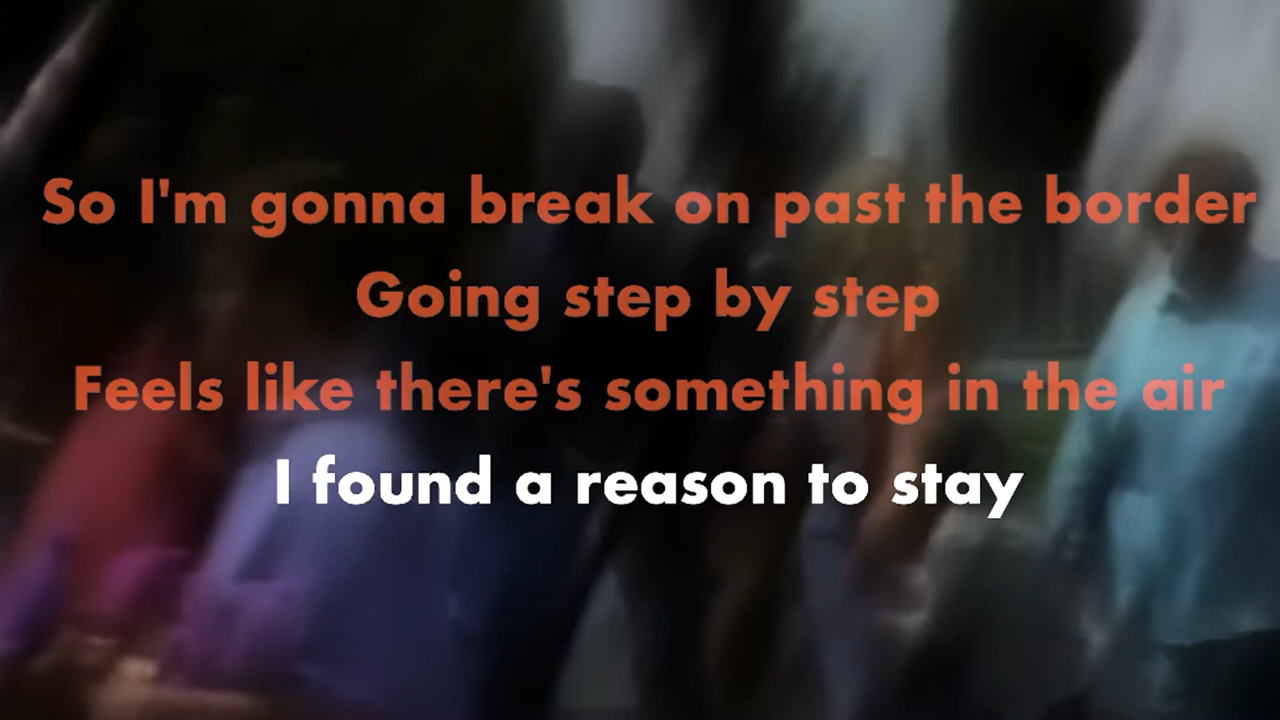 So I'm gonna break on past the border
Going step by step
Feels like there's something in the air
I found a reason to stay